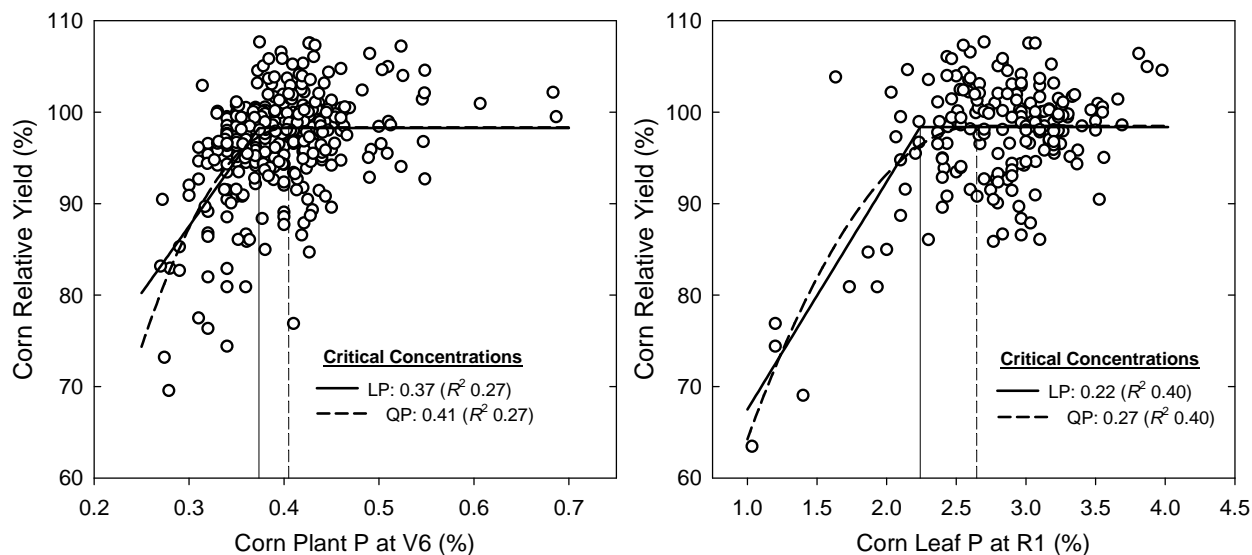 110
100
90
80
70
60
Corn Relative Yield (%)
0.2 0.3 0.4 0.5 0.6 0.7
Corn Plant P at V6 (%)
Critical Concentrations
LP: 0.37 (R² 0.27)
QP: 0.41 (R² 0.27)
110
100
90
80
70
60
Corn Relative Yield (%)
1.0 1.5 2.0 2.5 3.0 3.5 4.0 4.5
Corn Leaf P at R1 (%)
Critical Concentrations
LP: 0.22 (R² 0.40)
QP: 0.27 (R² 0.40)